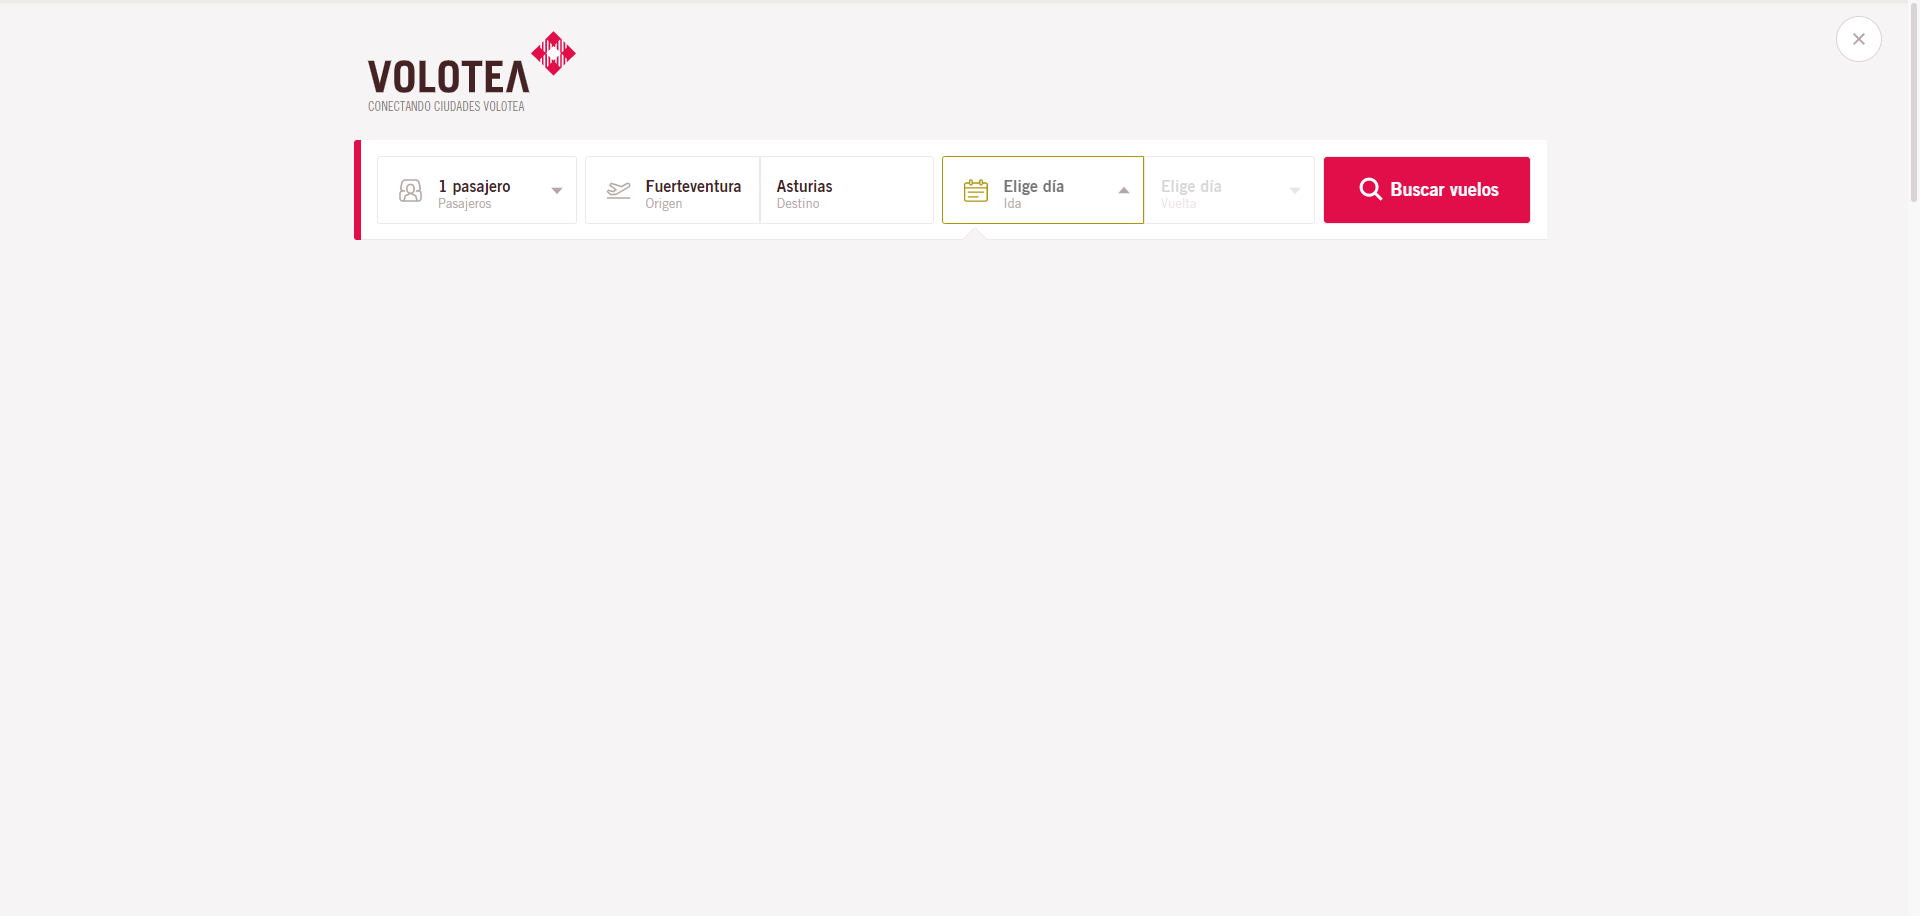 VOLOTEA
CONECTANDO CIUDADES VOLOTEA
1 pasajero
Pasajeros
Fuerteventura
Origen
Asturias
Destino
Elige día
Ida
Elige día
Vuelta
Buscar vuelos